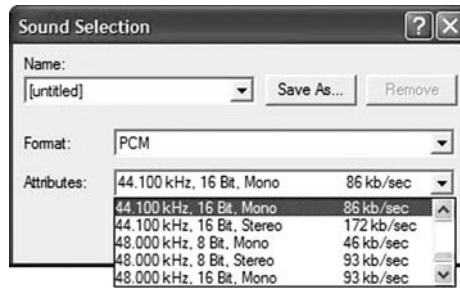 Sound Selection
Name:
[untitled] Save As... Remove
Format: PCM
Attributes: 44.100 kHz, 16 Bit, Mono 86 kb/sec
44.100 kHz, 16 Bit, Mono 86 kb/sec
44.100 kHz, 16 Bit, Stereo 172 kb/sec
48.000 kHz, 8 Bit, Mono 46 kb/sec
48.000 kHz, 8 Bit, Stereo 93 kb/sec
48.000 kHz, 16 Bit, Mono 93 kb/sec